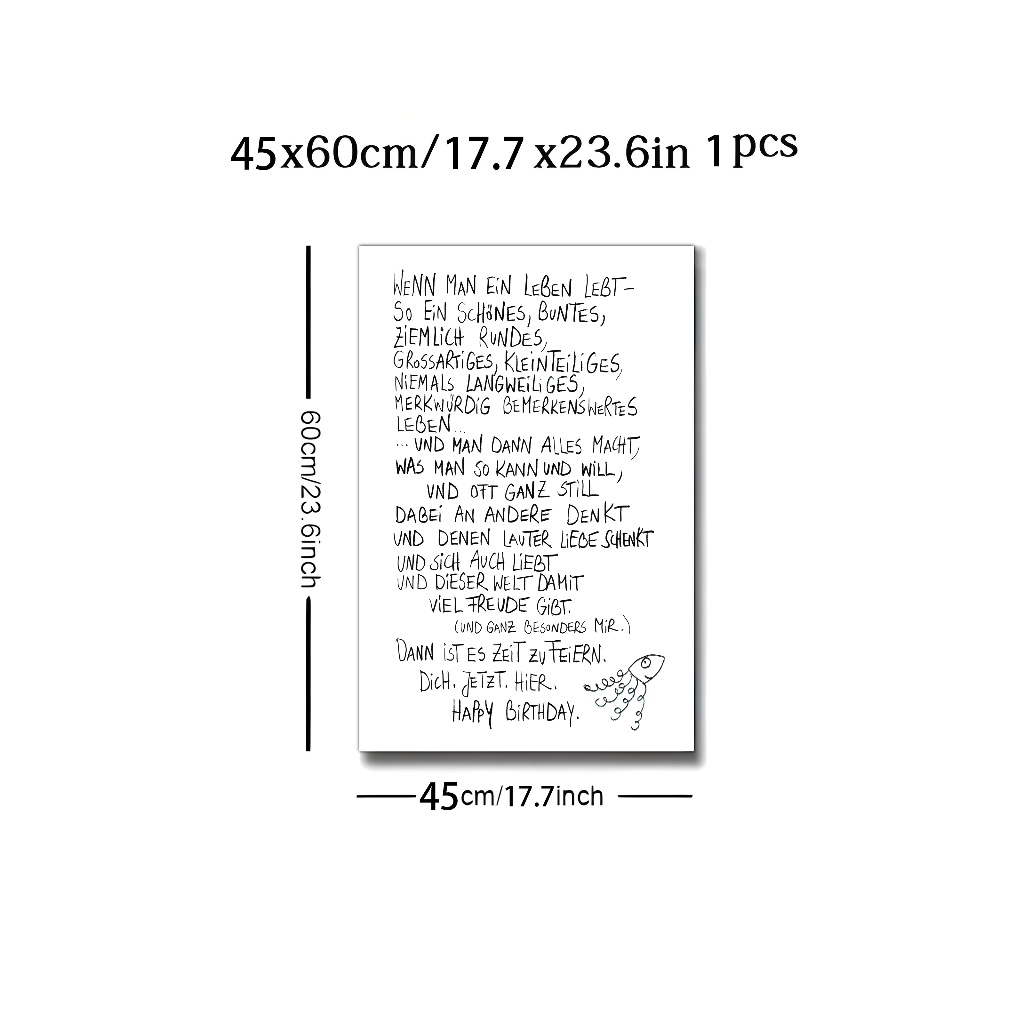 45x60cm/17.7 x23.6in 1pcs
WENN MAN EIN LEBEN LEBT–
SO EIN SCHÖNES, BUNTES,
ZIEMLICH RUNDES,
GROSSARTIGES, KLEINTEILIGES,
NIEMALS LANGWEILIGES,
MERKWÜRDIG BEMERKENSWERTES
LEBEN...
... UND MAN DANN ALLES MACHT,
WAS MAN SO KANN UND WILL,
UND OFT GANZ STILL
DABEI AN ANDERE DENKT
UND DENEN LAUTER LIEBE SCHENKT
UND SICH AUCH LIEBT
UND DIESER WELT DAMIT
VIEL FREUDE GIBT.
(UND GANZ BESONDERS MIR.)
DANN IST ES ZEIT ZU FEIERN.
DICH. JETZT. HIER.
HAPPY BIRTHDAY.
60cm/23.6inch
45cm/17.7inch